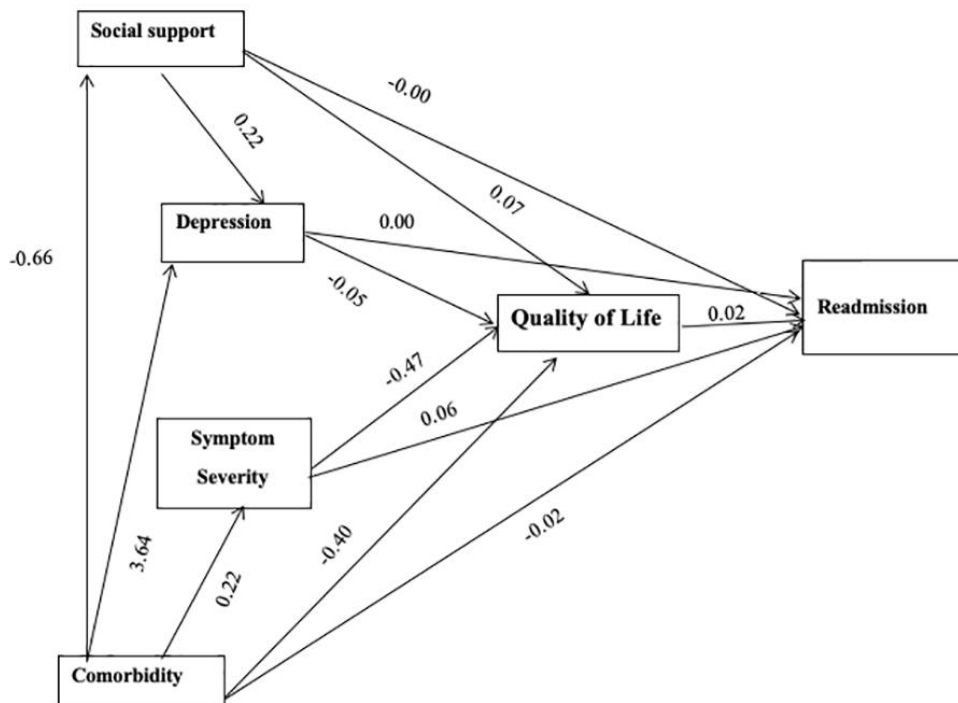 Social support
-0.00
0.22
0.07
Depression
0.00
-0.66
-0.05
Quality of Life
0.02
Readmission
-0.47
0.06
Symptom
Severity
-0.40
-0.02
3.64
0.22
Comorbidity